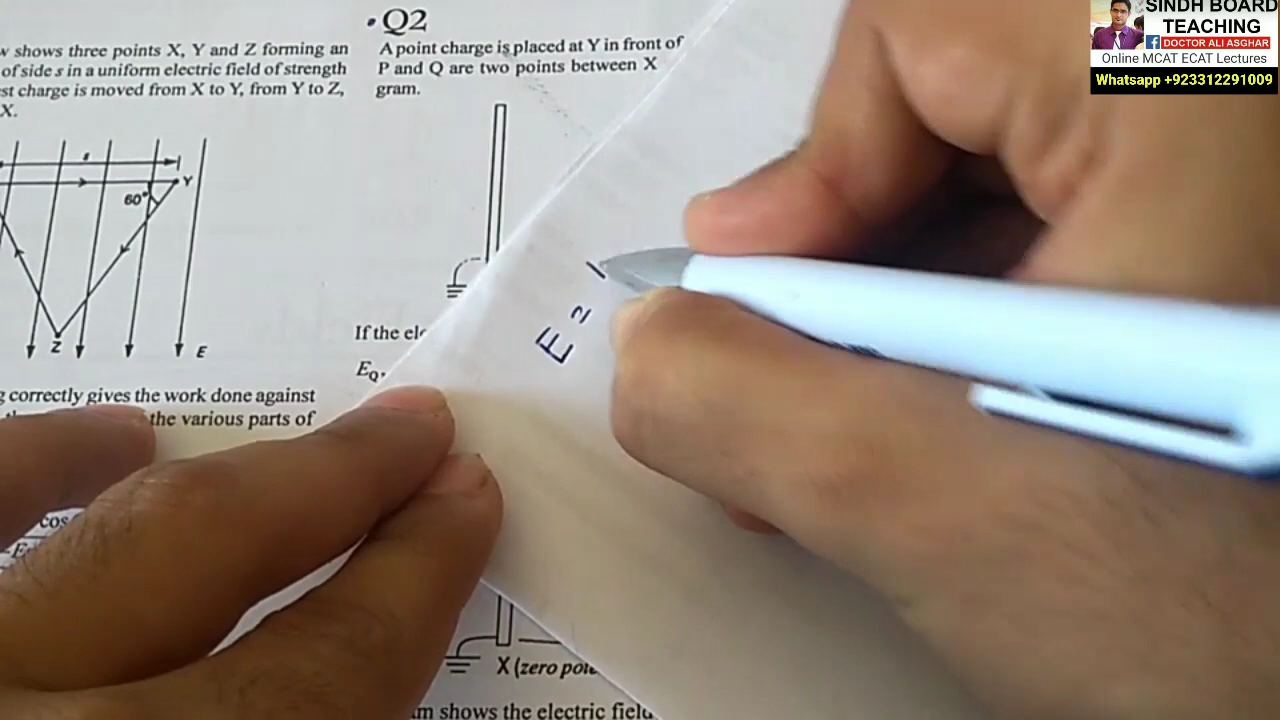 w shows three points X, Y and Z forming an
of side s in a uniform electric field of strength
st charge is moved from X to Y, from Y to Z,
X.
s
Y
60°
Z
E
g correctly gives the work done against
the various parts of
cos
• Q2
A point charge is placed at Y in front of
P and Q are two points between X
gram.
If the ele
E_Q,
X (zero pote
m shows the electric field
E =
SINDH BOARD
TEACHING
f DOCTOR ALI ASGHAR
Online MCAT ECAT Lectures
Whatsapp +923312291009